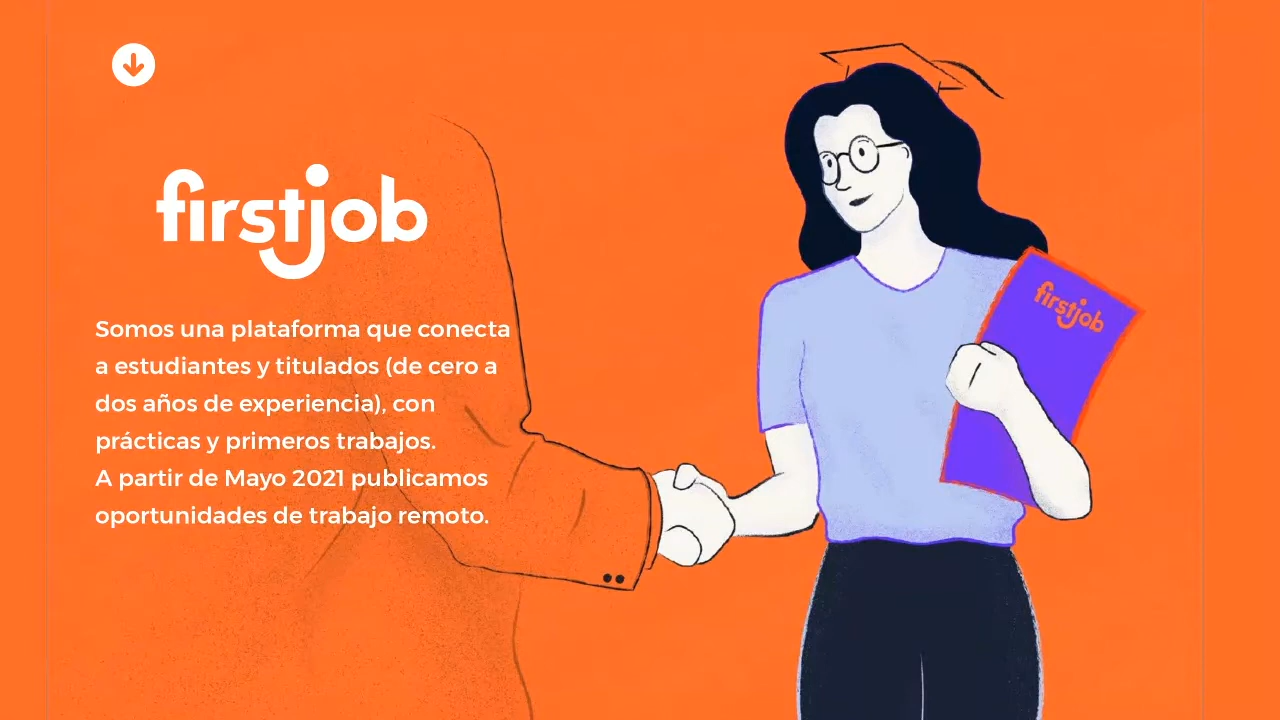 firstjob
Somos una plataforma que conecta
a estudiantes y titulados (de cero a
dos años de experiencia), con
prácticas y primeros trabajos.
A partir de Mayo 2021 publicamos
oportunidades de trabajo remoto.
firstjob